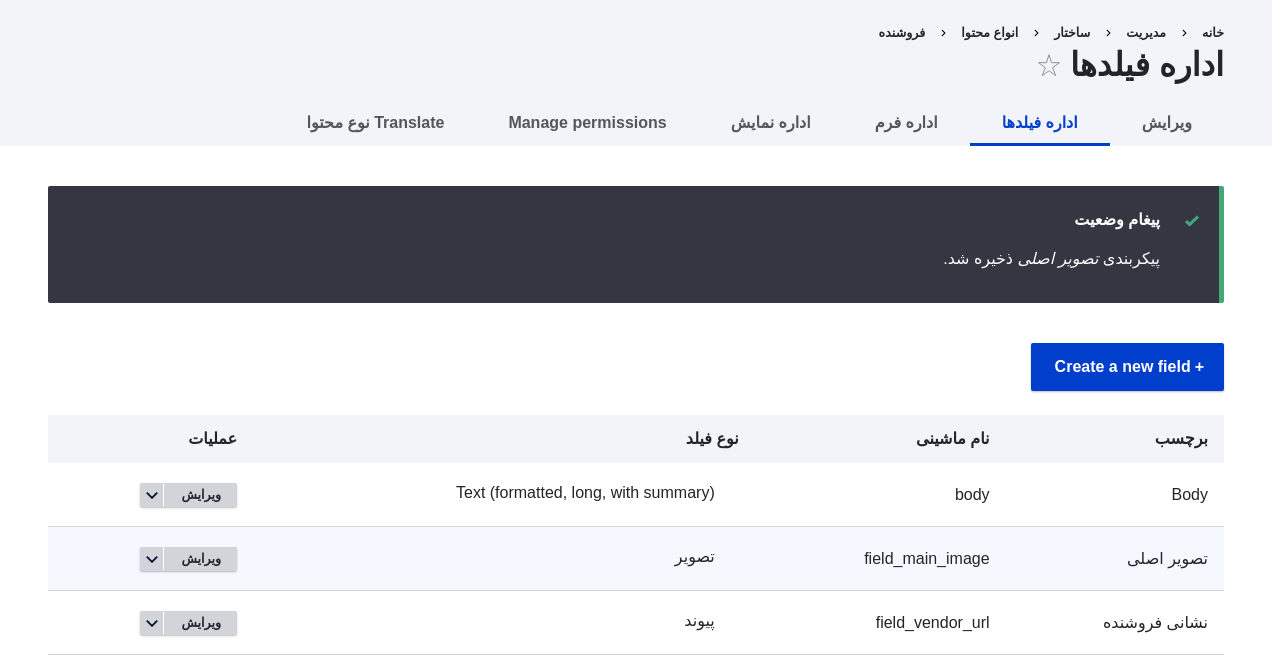 خانه › مدیریت › ساختار › انواع محتوا › فروشنده
اداره فیلدها ☆
ویرایش اداره فیلدها اداره فرم اداره نمایش Manage permissions Translate نوع محتوا
پیغام وضعیت
پیکربندی تصویر اصلی ذخیره شد.
+ Create a new field
برچسب نام ماشینی نوع فیلد عملیات
Body body Text (formatted, long, with summary) ویرایش
تصویر اصلی field_main_image تصویر ویرایش
نشانی فروشنده field_vendor_url پیوند ویرایش